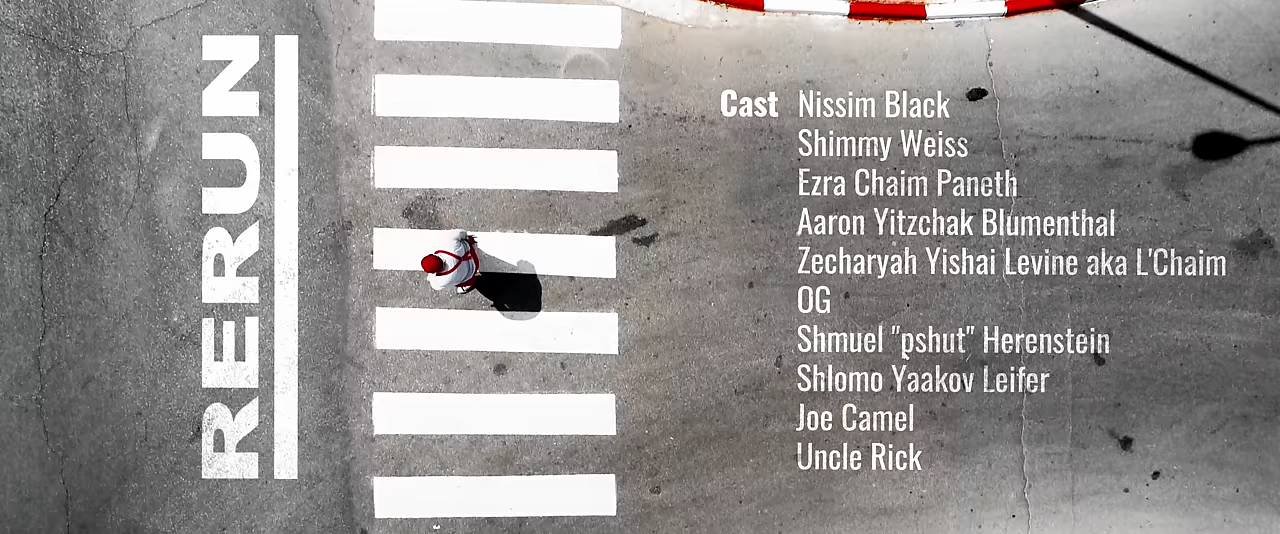 RERUN
Cast Nissim Black
Shimmy Weiss
Ezra Chaim Paneth
Aaron Yitzchak Blumenthal
Zecharyah Yishai Levine aka L'Chaim
OG
Shmuel "pshut" Herenstein
Shlomo Yaakov Leifer
Joe Camel
Uncle Rick